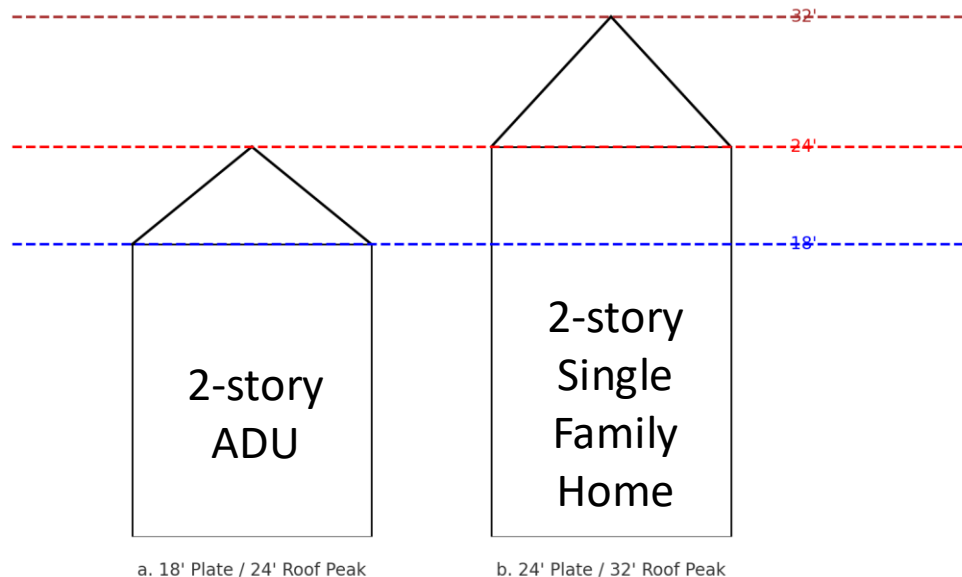 32'
24'
18'
2-story
ADU
2-story
Single
Family
Home
a. 18' Plate / 24' Roof Peak
b. 24' Plate / 32' Roof Peak